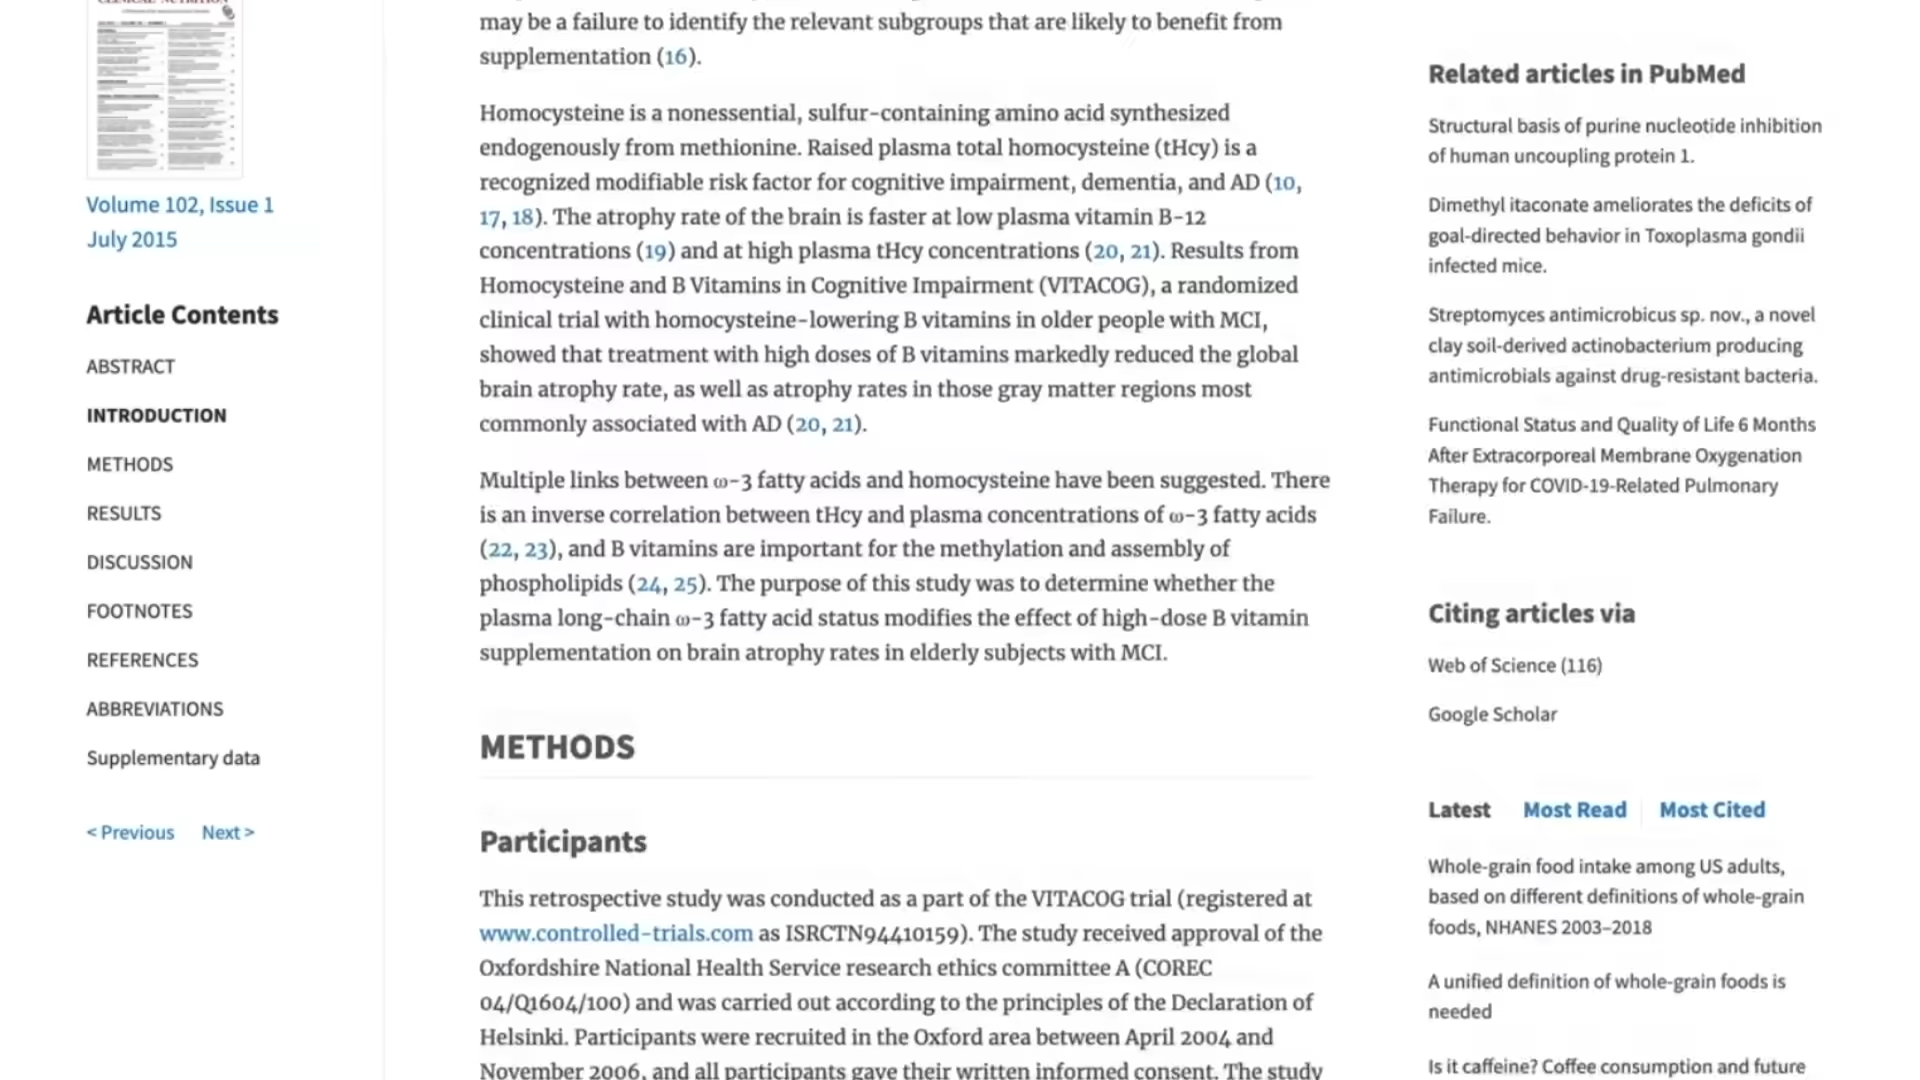 CLINICAL NUTRITION
Volume 102, Issue 1
July 2015
Article Contents
ABSTRACT
INTRODUCTION
METHODS
RESULTS
DISCUSSION
FOOTNOTES
REFERENCES
ABBREVIATIONS
Supplementary data
< Previous Next >
may be a failure to identify the relevant subgroups that are likely to benefit from
supplementation (16).
Homocysteine is a nonessential, sulfur-containing amino acid synthesized
endogenously from methionine. Raised plasma total homocysteine (tHcy) is a
recognized modifiable risk factor for cognitive impairment, dementia, and AD (10,
17, 18). The atrophy rate of the brain is faster at low plasma vitamin B-12
concentrations (19) and at high plasma tHcy concentrations (20, 21). Results from
Homocysteine and B Vitamins in Cognitive Impairment (VITACOG), a randomized
clinical trial with homocysteine-lowering B vitamins in older people with MCI,
showed that treatment with high doses of B vitamins markedly reduced the global
brain atrophy rate, as well as atrophy rates in those gray matter regions most
commonly associated with AD (20, 21).
Multiple links between ω-3 fatty acids and homocysteine have been suggested. There
is an inverse correlation between tHcy and plasma concentrations of ω-3 fatty acids
(22, 23), and B vitamins are important for the methylation and assembly of
phospholipids (24, 25). The purpose of this study was to determine whether the
plasma long-chain ω-3 fatty acid status modifies the effect of high-dose B vitamin
supplementation on brain atrophy rates in elderly subjects with MCI.
METHODS
Participants
This retrospective study was conducted as a part of the VITACOG trial (registered at
www.controlled-trials.com as ISRCTN94410159). The study received approval of the
Oxfordshire National Health Service research ethics committee A (COREC
04/Q1604/100) and was carried out according to the principles of the Declaration of
Helsinki. Participants were recruited in the Oxford area between April 2004 and
November 2006, and all participants gave their written informed consent. The study
Related articles in PubMed
Structural basis of purine nucleotide inhibition
of human uncoupling protein 1.
Dimethyl itaconate ameliorates the deficits of
goal-directed behavior in Toxoplasma gondii
infected mice.
Streptomyces antimicrobicus sp. nov., a novel
clay soil-derived actinobacterium producing
antimicrobials against drug-resistant bacteria.
Functional Status and Quality of Life 6 Months
After Extracorporeal Membrane Oxygenation
Therapy for COVID-19-Related Pulmonary
Failure.
Citing articles via
Web of Science (116)
Google Scholar
Latest Most Read Most Cited
Whole-grain food intake among US adults,
based on different definitions of whole-grain
foods, NHANES 2003–2018
A unified definition of whole-grain foods is
needed
Is it caffeine? Coffee consumption and future